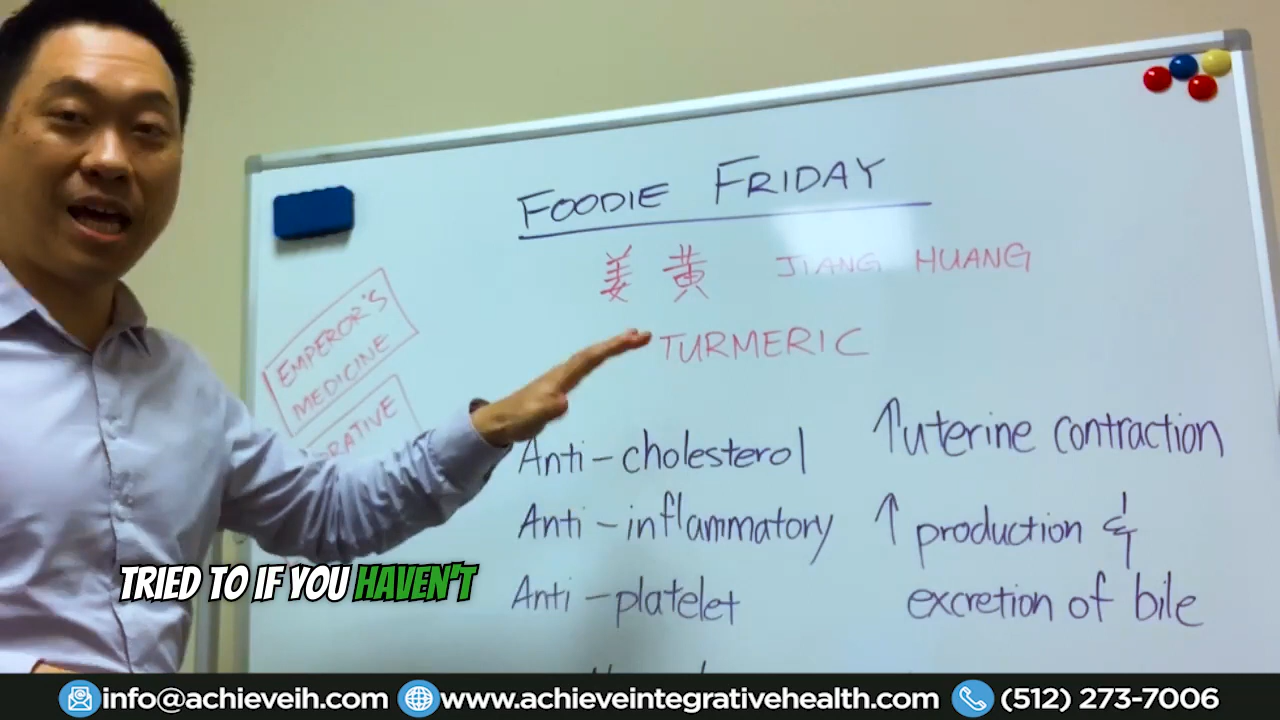 FOODIE FRIDAY
姜黄 JIANG HUANG
TURMERIC
EMPEROR'S
MEDICINE
Anti-cholesterol
Anti-inflammatory
Anti-platelet
↑uterine contraction
↑ production &
excretion of bile
TRIED TO IF YOU HAVEN'T
info@achieveih.com www.achieveintegrativehealth.com (512) 273-7006